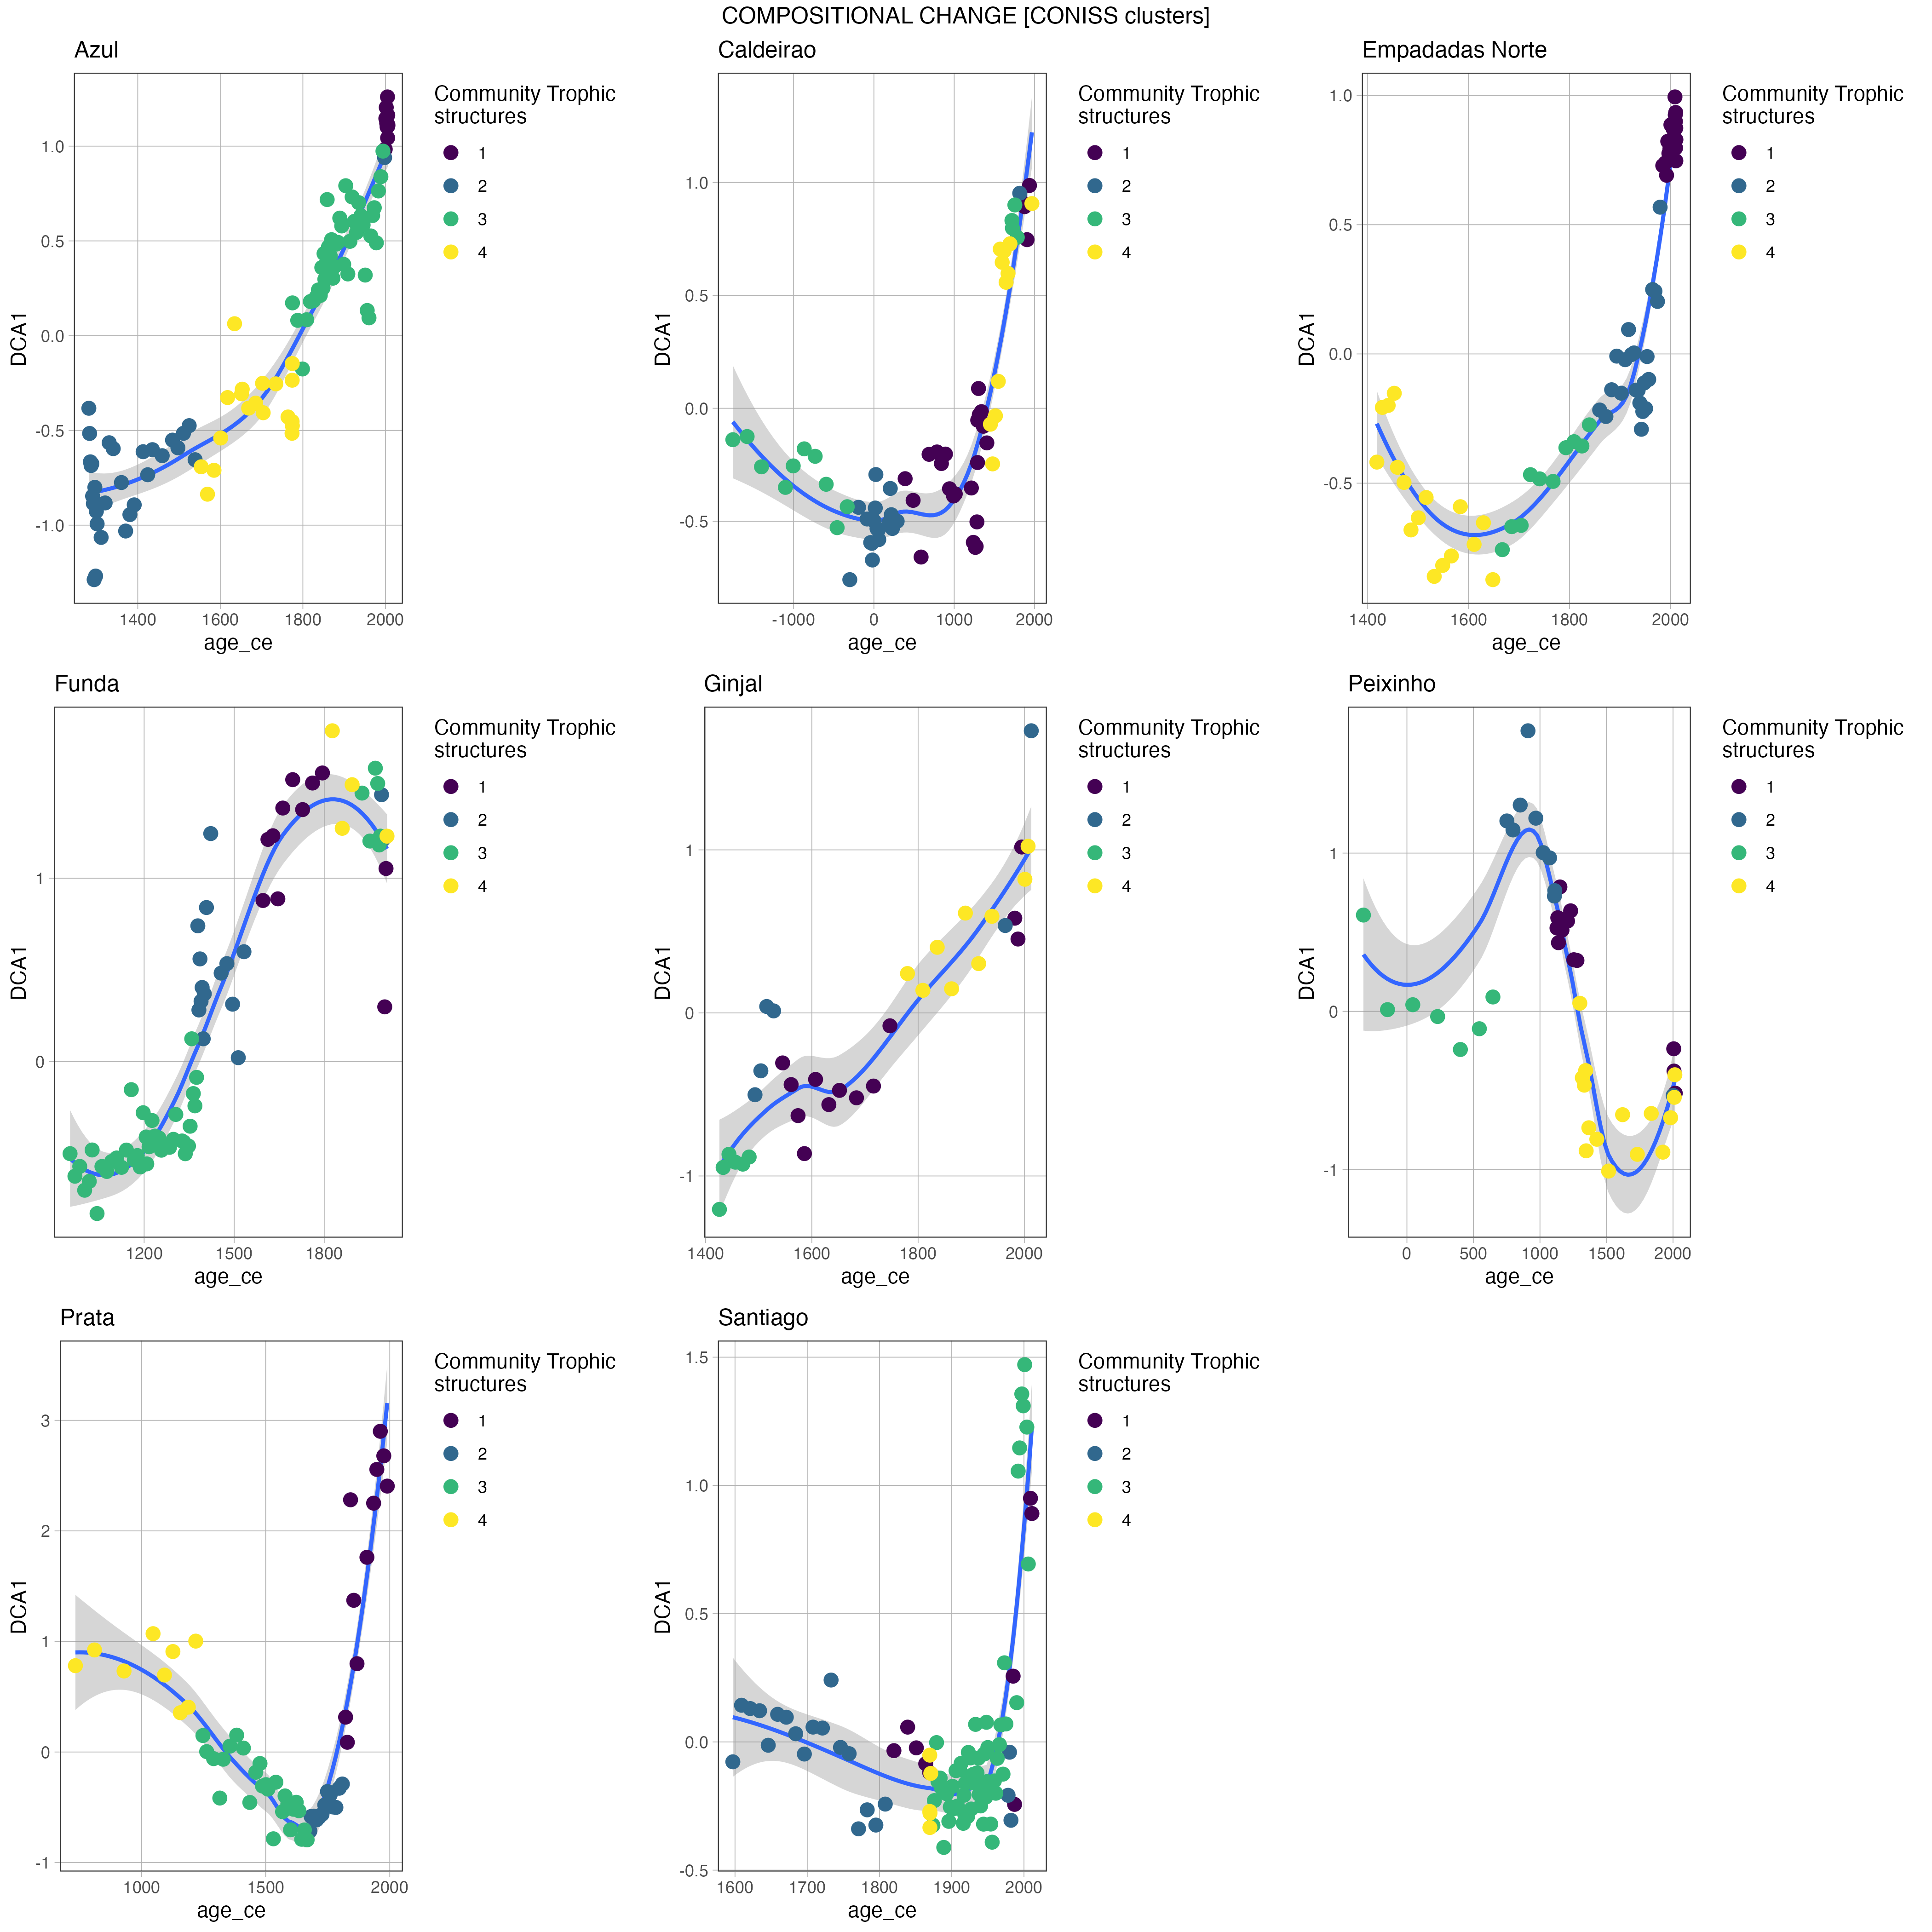 COMPOSITIONAL CHANGE [CONISS clusters]
Azul
DCA1
1.0
0.5
0.0
-0.5
-1.0
1400 1600 1800 2000
age_ce
Community Trophic
structures
1
2
3
4
Caldeirao
DCA1
1.0
0.5
0.0
-0.5
-1000 0 1000 2000
age_ce
Community Trophic
structures
1
2
3
4
Empadadas Norte
DCA1
1.0
0.5
0.0
-0.5
1400 1600 1800 2000
age_ce
Community Trophic
structures
1
2
3
4
Funda
DCA1
1
0
1200 1500 1800
age_ce
Community Trophic
structures
1
2
3
4
Ginjal
DCA1
1
0
-1
1400 1600 1800 2000
age_ce
Community Trophic
structures
1
2
3
4
Peixinho
DCA1
1
0
-1
0 500 1000 1500 2000
age_ce
Community Trophic
structures
1
2
3
4
Prata
DCA1
3
2
1
0
-1
1000 1500 2000
age_ce
Community Trophic
structures
1
2
3
4
Santiago
DCA1
1.5
1.0
0.5
0.0
-0.5
1600 1700 1800 1900 2000
age_ce
Community Trophic
structures
1
2
3
4